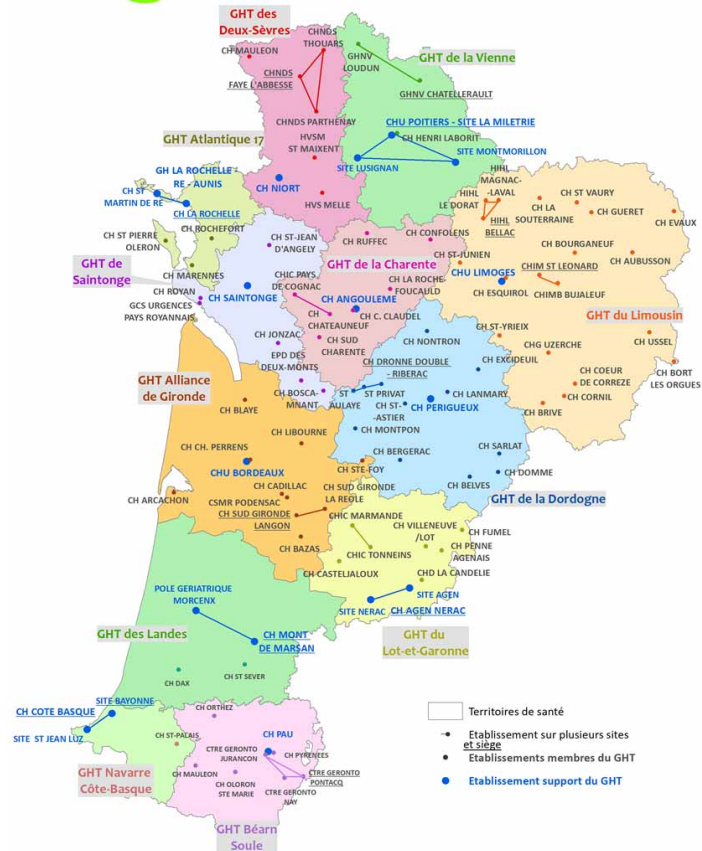 GHT des
Deux-Sèvres
CH MAULEON
CHNDS
THOUARS
CHNDS
FAYE L'ABBESSE
CHNDS PARTHENAY
HVSM
ST MAIXENT
CH NIORT
HVS MELLE
GHNV
LOUDUN
GHT de la Vienne
GHNV CHATELLERAULT
CHU POITIERS - SITE LA MILETRIE
CH HENRI LABORIT
SITE LUSIGNAN
SITE MONTMORILLON
GHT Atlantique 17
GH LA ROCHELLE -
RE - AUNIS
CH ST
MARTIN DE RE
CH LA ROCHELLE
CH ROCHEFORT
CH ST PIERRE
OLERON
CH MARENNES
GHT de
Saintonge
CH ROYAN
GCS URGENCES
PAYS ROYANNAIS
CH ST-JEAN
D'ANGELY
CH SAINTONGE
CH JONZAC
EPD DES
DEUX-MONTS
CH BOSCA-
MNANT
CH RUFFEC
CH CONFOLENS
GHT de la Charente
CHIC PAYS
DE COGNAC
CH LA ROCHE-
FOUCAULD
CH ANGOULEME
CH
CHATEAUNEUF
CH C. CLAUDEL
CH SUD
CHARENTE
HIHL
MAGNAC-
LAVAL
HIHL
LE DORAT
HIHL
BELLAC
CH LA
SOUTERRAINE
CH ST VAURY
CH GUERET
CH EVAUX
CH BOURGANEUF
CH AUBUSSON
CH ST-JUNIEN
CHU LIMOGES
CHIM ST LEONARD
CH ESQUIROL
CHIMB BUJALEUF
GHT du Limousin
CH ST-YRIEIX
CH USSEL
CHG UZERCHE
CH BORT
LES ORGUES
CH COEUR
DE CORREZE
CH CORNIL
CH BRIVE
CH NONTRON
CH DRONNE DOUBLE
- RIBERAC
CH EXCIDEUIL
ST
AULAYE
ST PRIVAT
CH LANMARY
CH ST-
-ASTIER
CH PERIGUEUX
CH MONTPON
CH BERGERAC
CH SARLAT
CH DOMME
CH BELVES
GHT de la Dordogne
GHT Alliance
de Gironde
CH BLAYE
CH LIBOURNE
CH CH. PERRENS
CHU BORDEAUX
CH STE-FOY
CH ARCACHON
CH CADILLAC
CSMR PODENSAC
CH SUD GIRONDE
LA REOLE
CH SUD GIRONDE
LANGON
CH BAZAS
CHIC MARMANDE
CHIC TONNEINS
CH VILLENEUVE
/LOT
CH FUMEL
CH PENNE
AGENAIS
CH CASTELJALOUX
CHD LA CANDELIE
SITE AGEN
SITE NERAC
CH AGEN NERAC
GHT du
Lot-et-Garonne
POLE GERIATRIQUE
MORCENX
GHT des Landes
CH MONT
DE MARSAN
CH DAX
CH ST SEVER
CH COTE BASQUE
SITE BAYONNE
SITE ST JEAN LUZ
CH ST-PALAIS
GHT Navarre
Côte-Basque
CH ORTHEZ
CH PAU
CTRE GERONTO
JURANCON
CH PYRENEES
CH MAULEON
CH OLORON
STE MARIE
CTRE GERONTO
PONTACQ
CTRE GERONTO
NAY
GHT Béarn
Soule
Territoires de santé
Etablissement sur plusieurs sites
et siège
Etablissements membres du GHT
Etablissement support du GHT